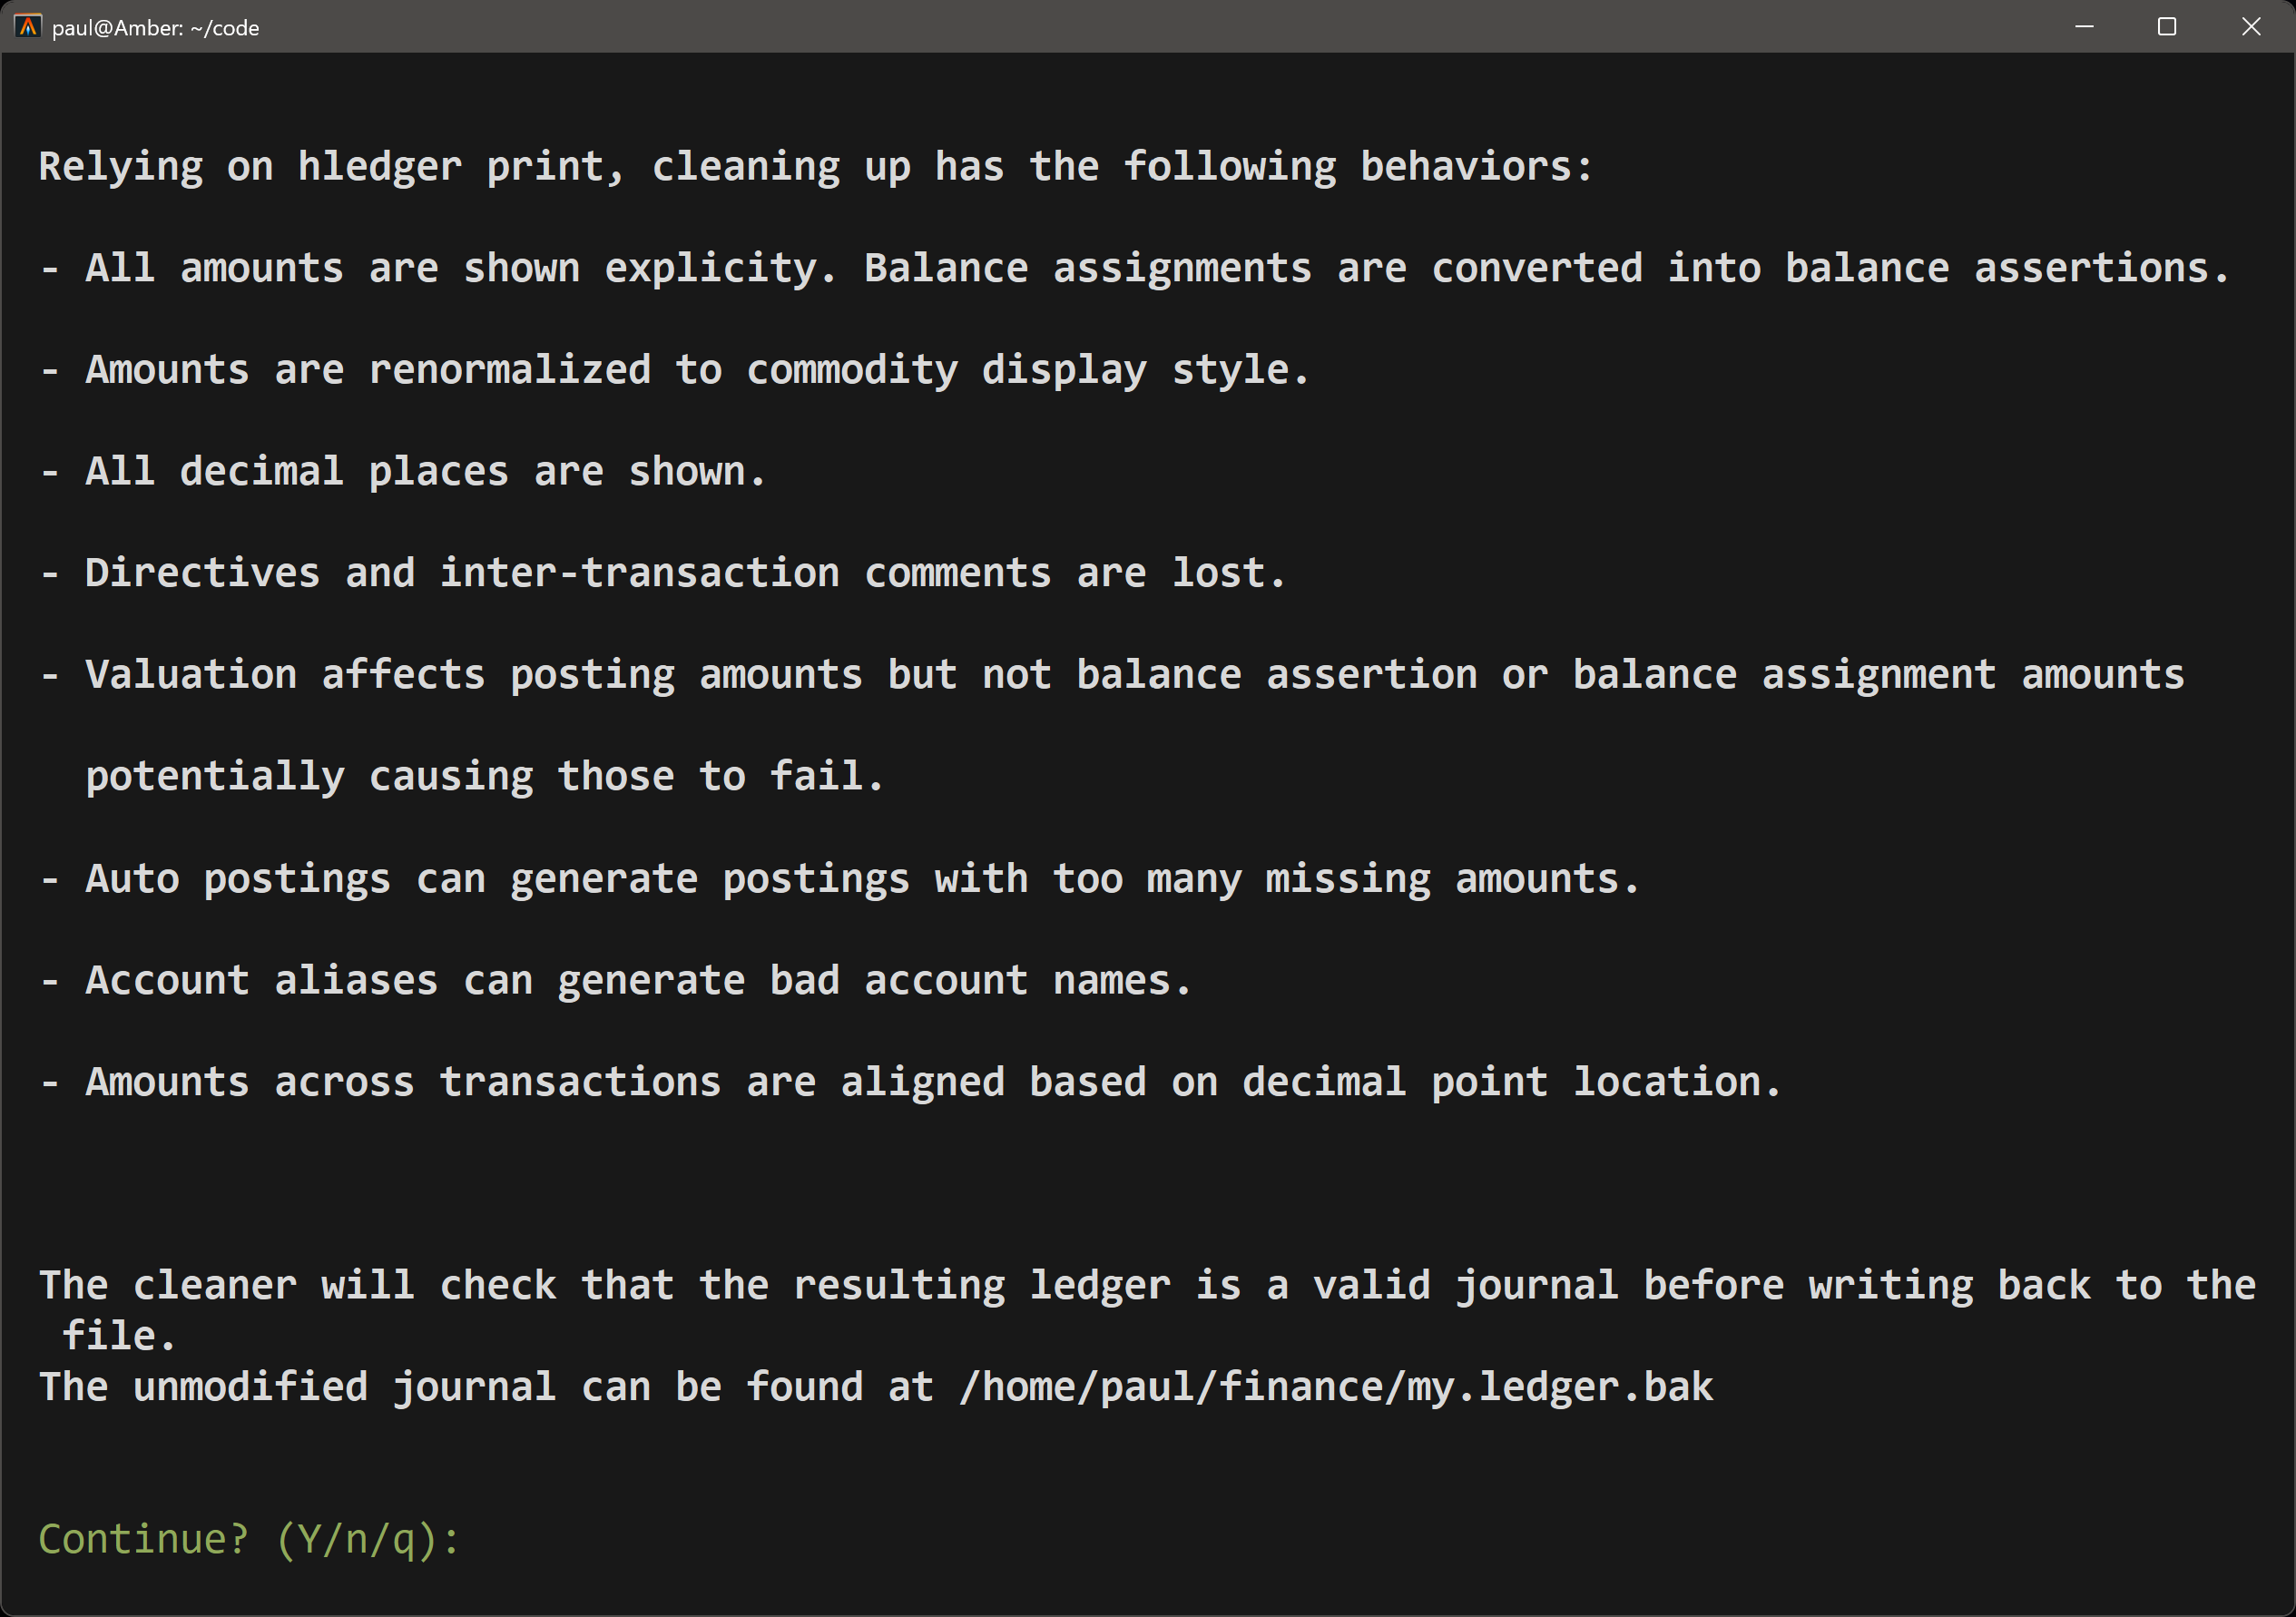 paul@Amber: ~/code
Relying on hledger print, cleaning up has the following behaviors:
- All amounts are shown explicity. Balance assignments are converted into balance assertions.
- Amounts are renormalized to commodity display style.
- All decimal places are shown.
- Directives and inter-transaction comments are lost.
- Valuation affects posting amounts but not balance assertion or balance assignment amounts
potentially causing those to fail.
- Auto postings can generate postings with too many missing amounts.
- Account aliases can generate bad account names.
- Amounts across transactions are aligned based on decimal point location.
The cleaner will check that the resulting ledger is a valid journal before writing back to the
file.
The unmodified journal can be found at /home/paul/finance/my.ledger.bak
Continue? (Y/n/q):